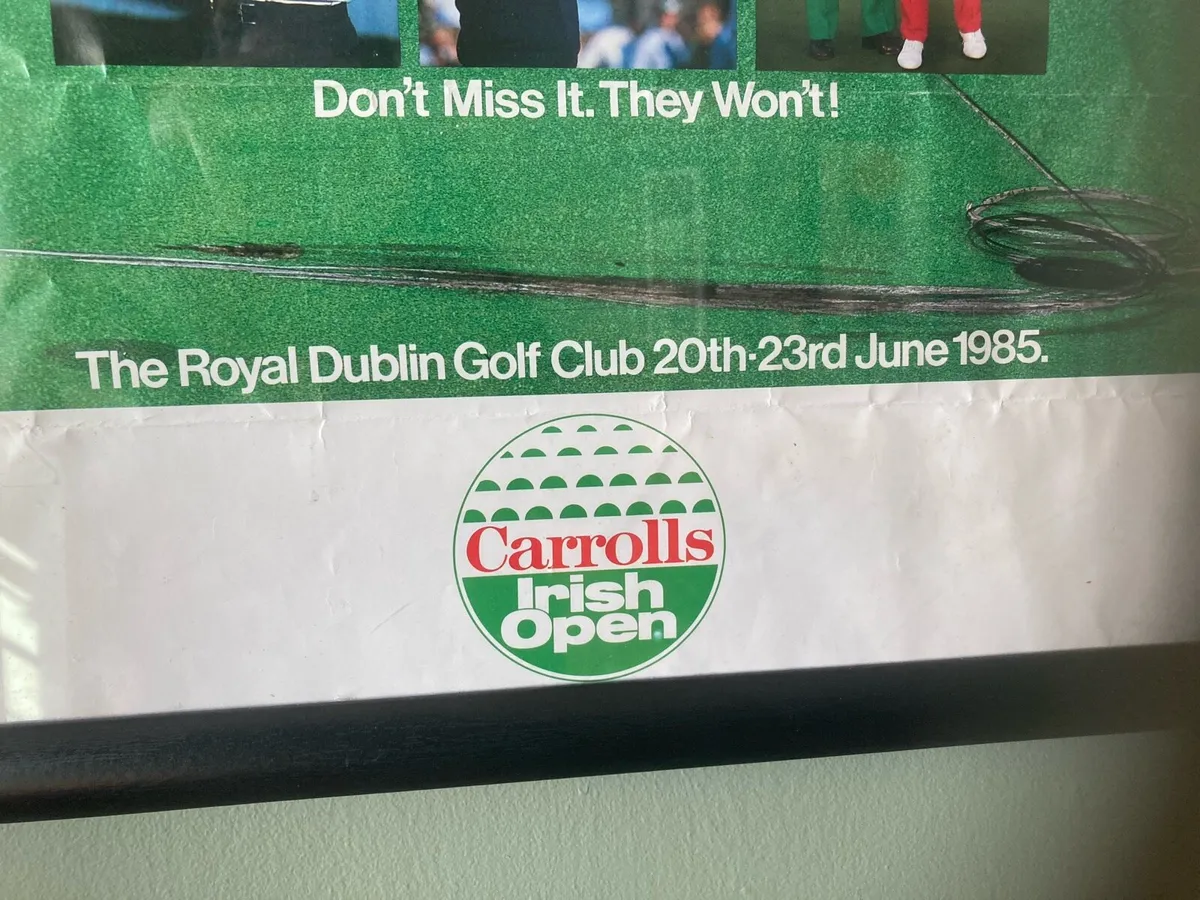 Don't Miss It. They Won't!
The Royal Dublin Golf Club 20th-23rd June 1985.
Carrolls
Irish
Open